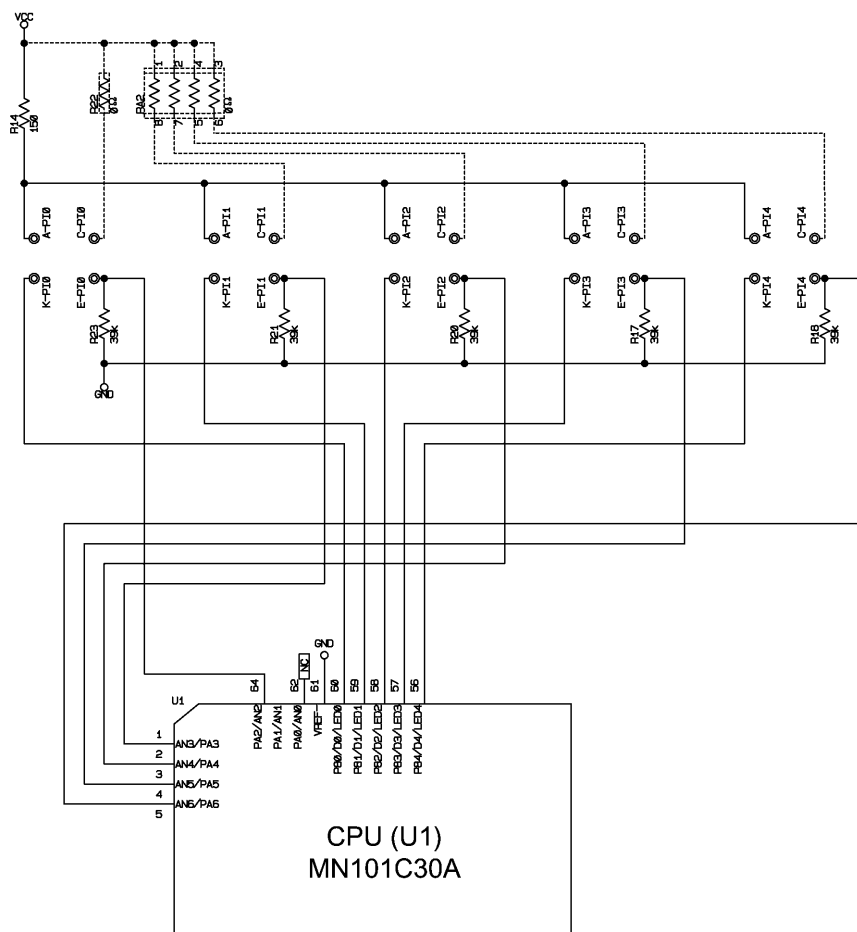 VCC
R14
150
R22
0Ω
RA2
1
2
4
3
8
7
5
6
0Ω
A-PI0
C-PI0
A-PI1
C-PI1
A-PI2
C-PI2
A-PI3
C-PI3
A-PI4
C-PI4
K-PI0
E-PI0
K-PI1
E-PI1
K-PI2
E-PI2
K-PI3
E-PI3
K-PI4
E-PI4
R23
39k
R21
39k
R20
39k
R17
39k
R18
39k
GND
GND
NC
U1
64
62
61
60
59
58
57
56
PA2/AN2
PA1/AN1
PA0/AN0
VREF-
PB0/D0/LED0
PB1/D1/LED1
PB2/D2/LED2
PB3/D3/LED3
PB4/D4/LED4
1
AN3/PA3
2
AN4/PA4
3
AN5/PA5
4
AN6/PA6
5
CPU (U1)
MN101C30A